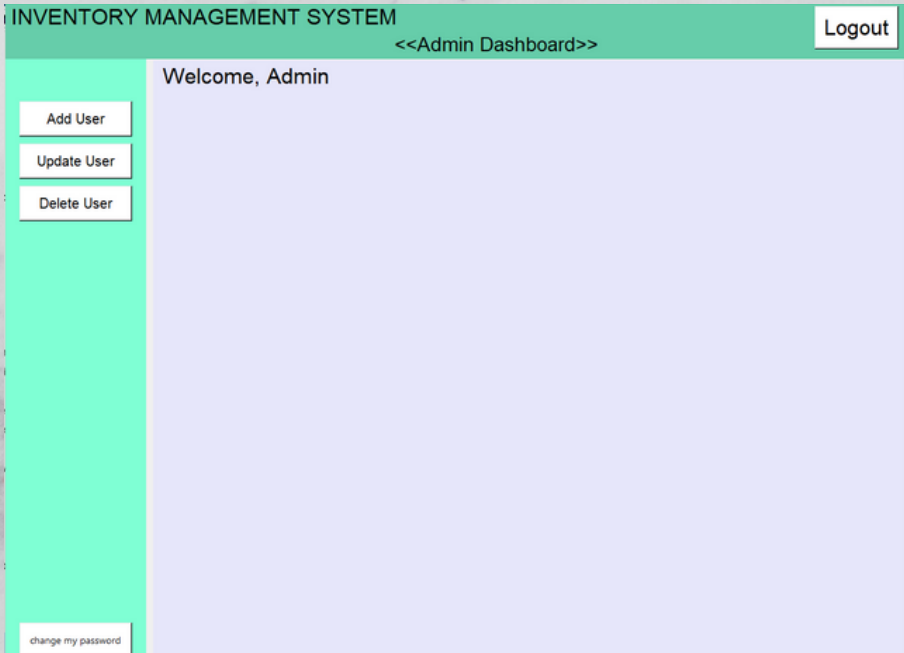 INVENTORY MANAGEMENT SYSTEM
<<Admin Dashboard>>
Logout
Welcome, Admin
Add User
Update User
Delete User
change my password